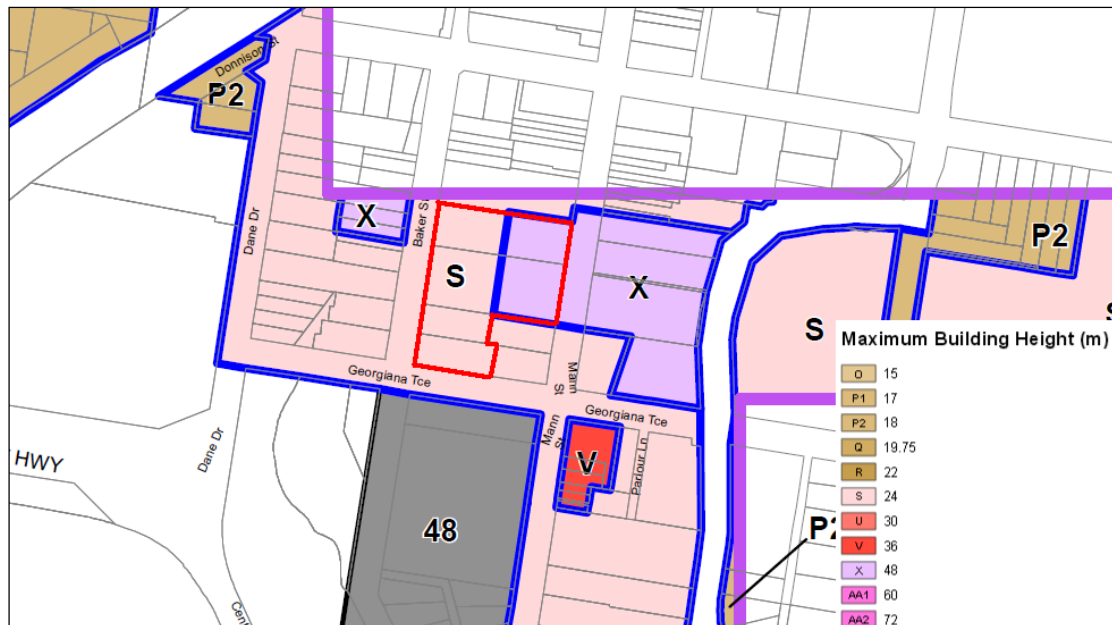 Donnison St
P2
X
Baker St
Dane Dr
S
X
P2
S
Maximum Building Height (m)
O 15
P1 17
P2 18
Q 19.75
R 22
S 24
U 30
V 36
X 48
AA1 60
AA2 72
Georgiana Tce
Mann
St
Georgiana Tce
Mann
St
Parlour Ln
V
Dane Dr
HWY
48
P2